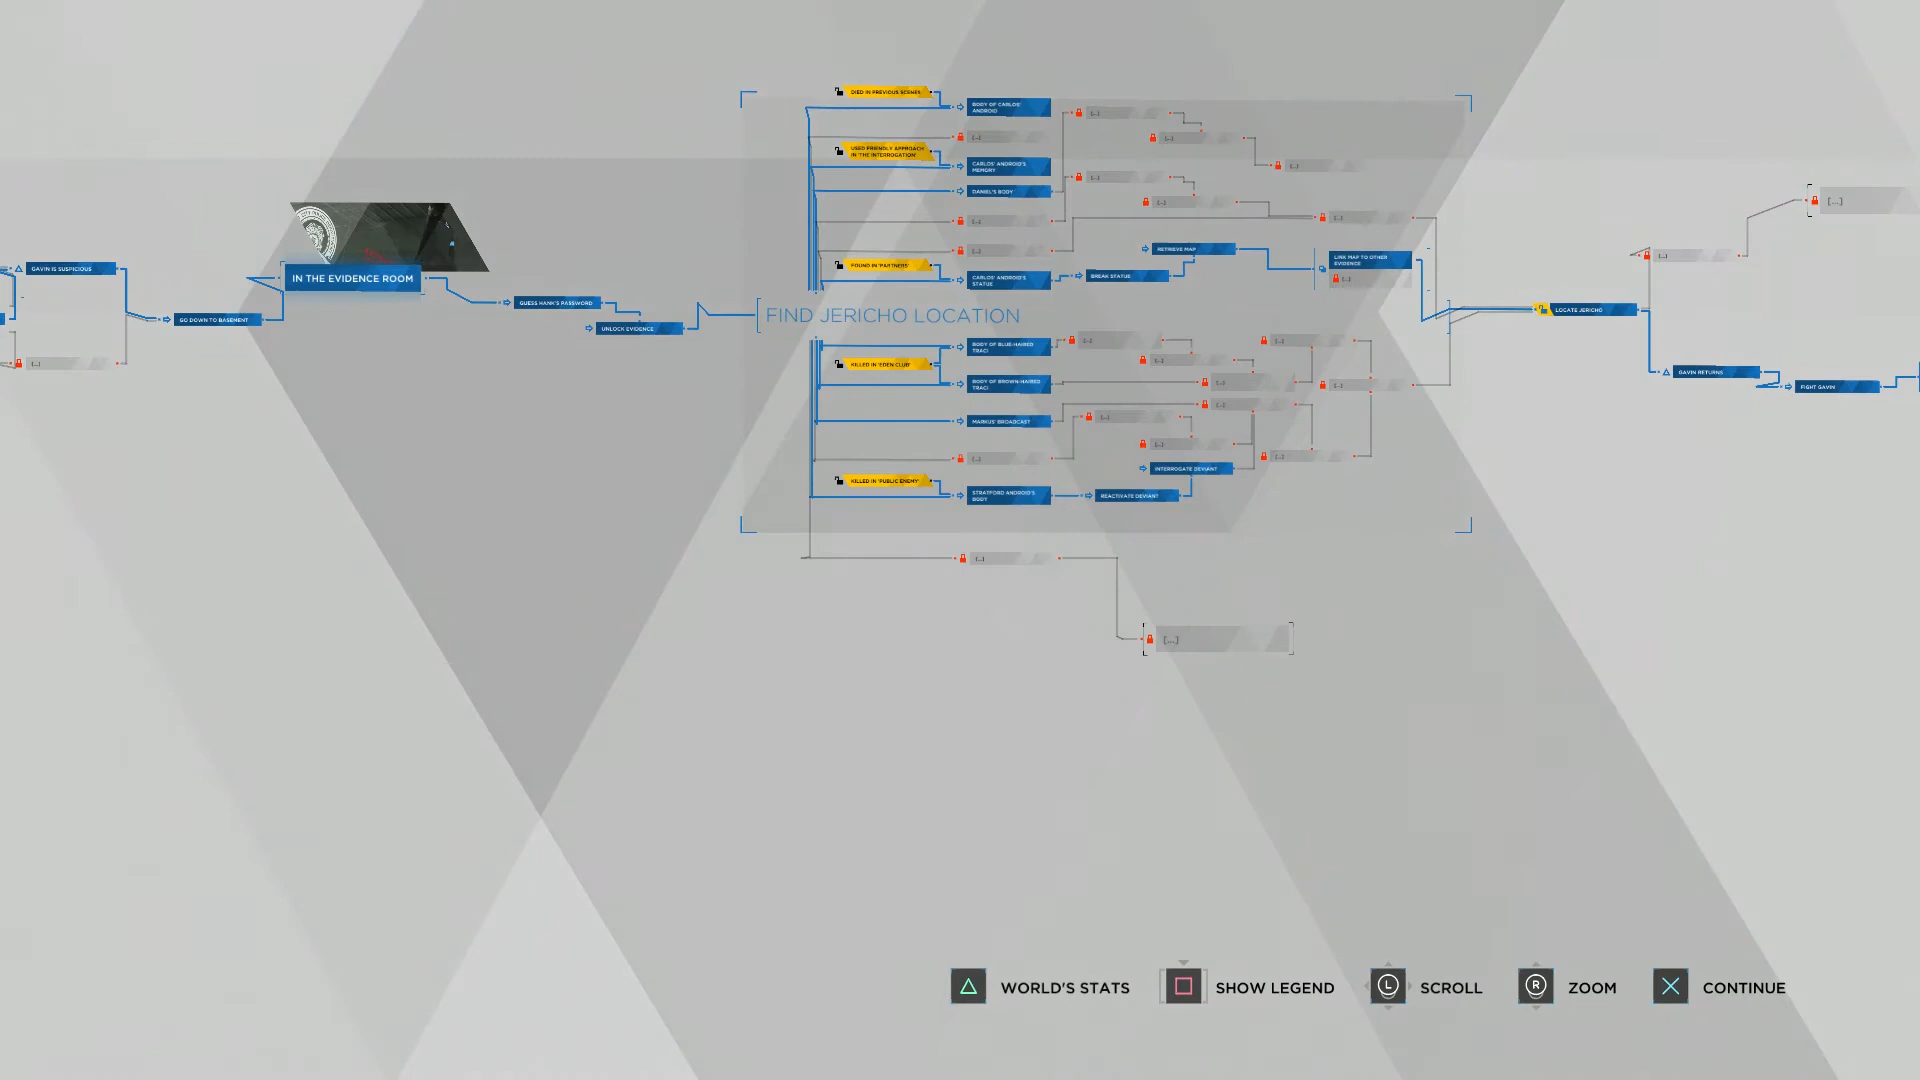 GAVIN IS SUSPICIOUS
[...]
GO DOWN TO BASEMENT
IN THE EVIDENCE ROOM
GUESS HANK'S PASSWORD
UNLOCK EVIDENCE
FIND JERICHO LOCATION
DIED IN PREVIOUS SCENES
BODY OF CARLOS'
ANDROID
[...]
[...]
[...]
[...]
USED FRIENDLY APPROACH
IN 'THE INTERROGATION'
CARLOS' ANDROID'S
MEMORY
[...]
DANIEL'S BODY
[...]
[...]
[...]
[...]
RETRIEVE MAP
LINK MAP TO OTHER
EVIDENCE
[...]
FOUND IN 'PARTNERS'
CARLOS' ANDROID'S
STATUE
BREAK STATUE
BODY OF BLUE-HAIRED
TRACI
[...]
[...]
[...]
KILLED IN 'EDEN CLUB'
BODY OF BROWN-HAIRED
TRACI
[...]
[...]
[...]
MARKUS' BROADCAST
[...]
[...]
[...]
[...]
INTERROGATE DEVIANT
KILLED IN 'PUBLIC ENEMY'
STRATFORD ANDROID'S
BODY
REACTIVATE DEVIANT
[...]
[...]
LOCATE JERICHO
[...]
[...]
GAVIN RETURNS
FIGHT GAVIN
WORLD'S STATS
SHOW LEGEND
L
SCROLL
R
ZOOM
CONTINUE